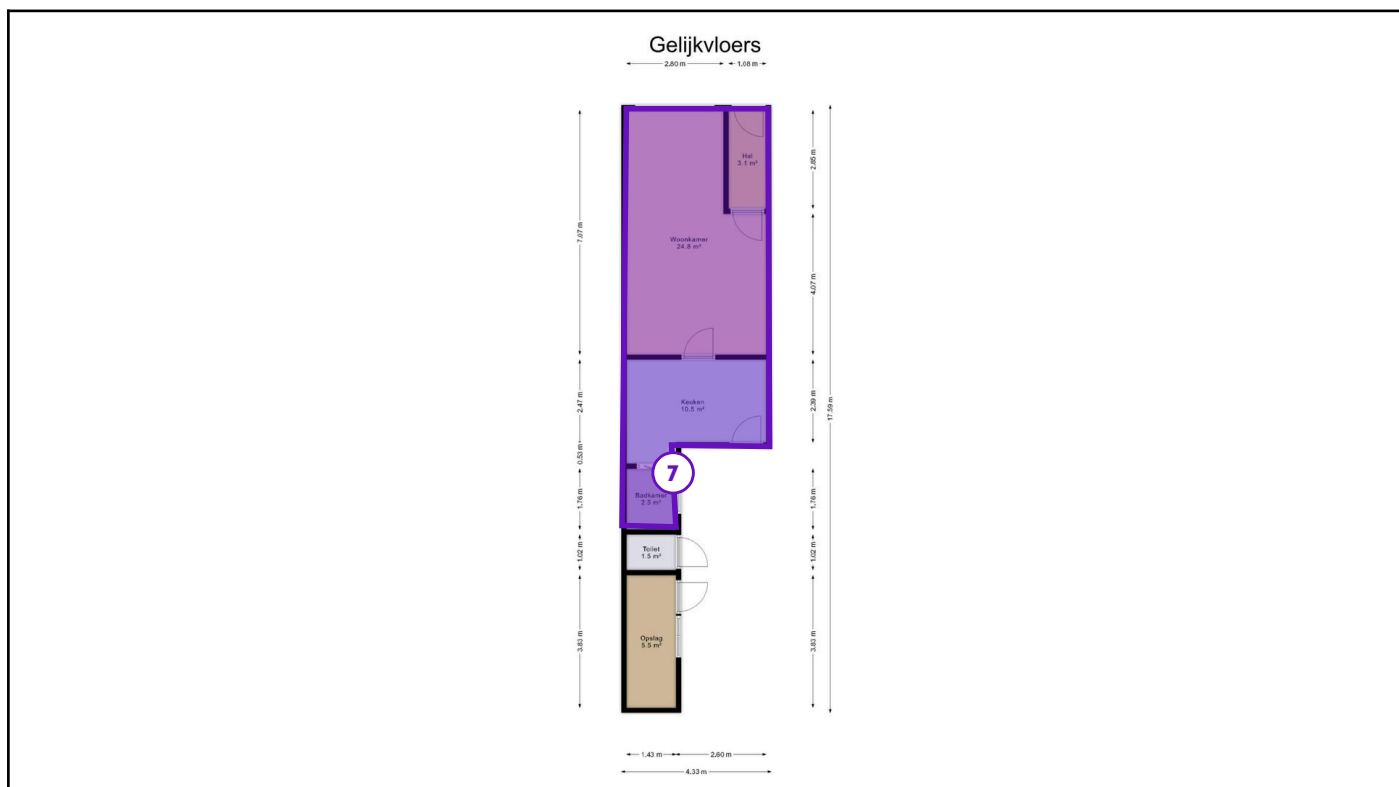 Gelijkvloers
2.80 m
1.08 m
Hal
3.1 m²
2.85 m
7.07 m
Woonkamer
24.8 m²
4.07 m
Keuken
10.5 m²
2.47 m
2.39 m
17.59 m
0.53 m
7
Badkamer
2.5 m²
1.76 m
1.76 m
Toilet
1.5 m²
1.02 m
1.02 m
Opslag
5.5 m²
3.83 m
3.83 m
1.43 m
2.60 m
4.33 m